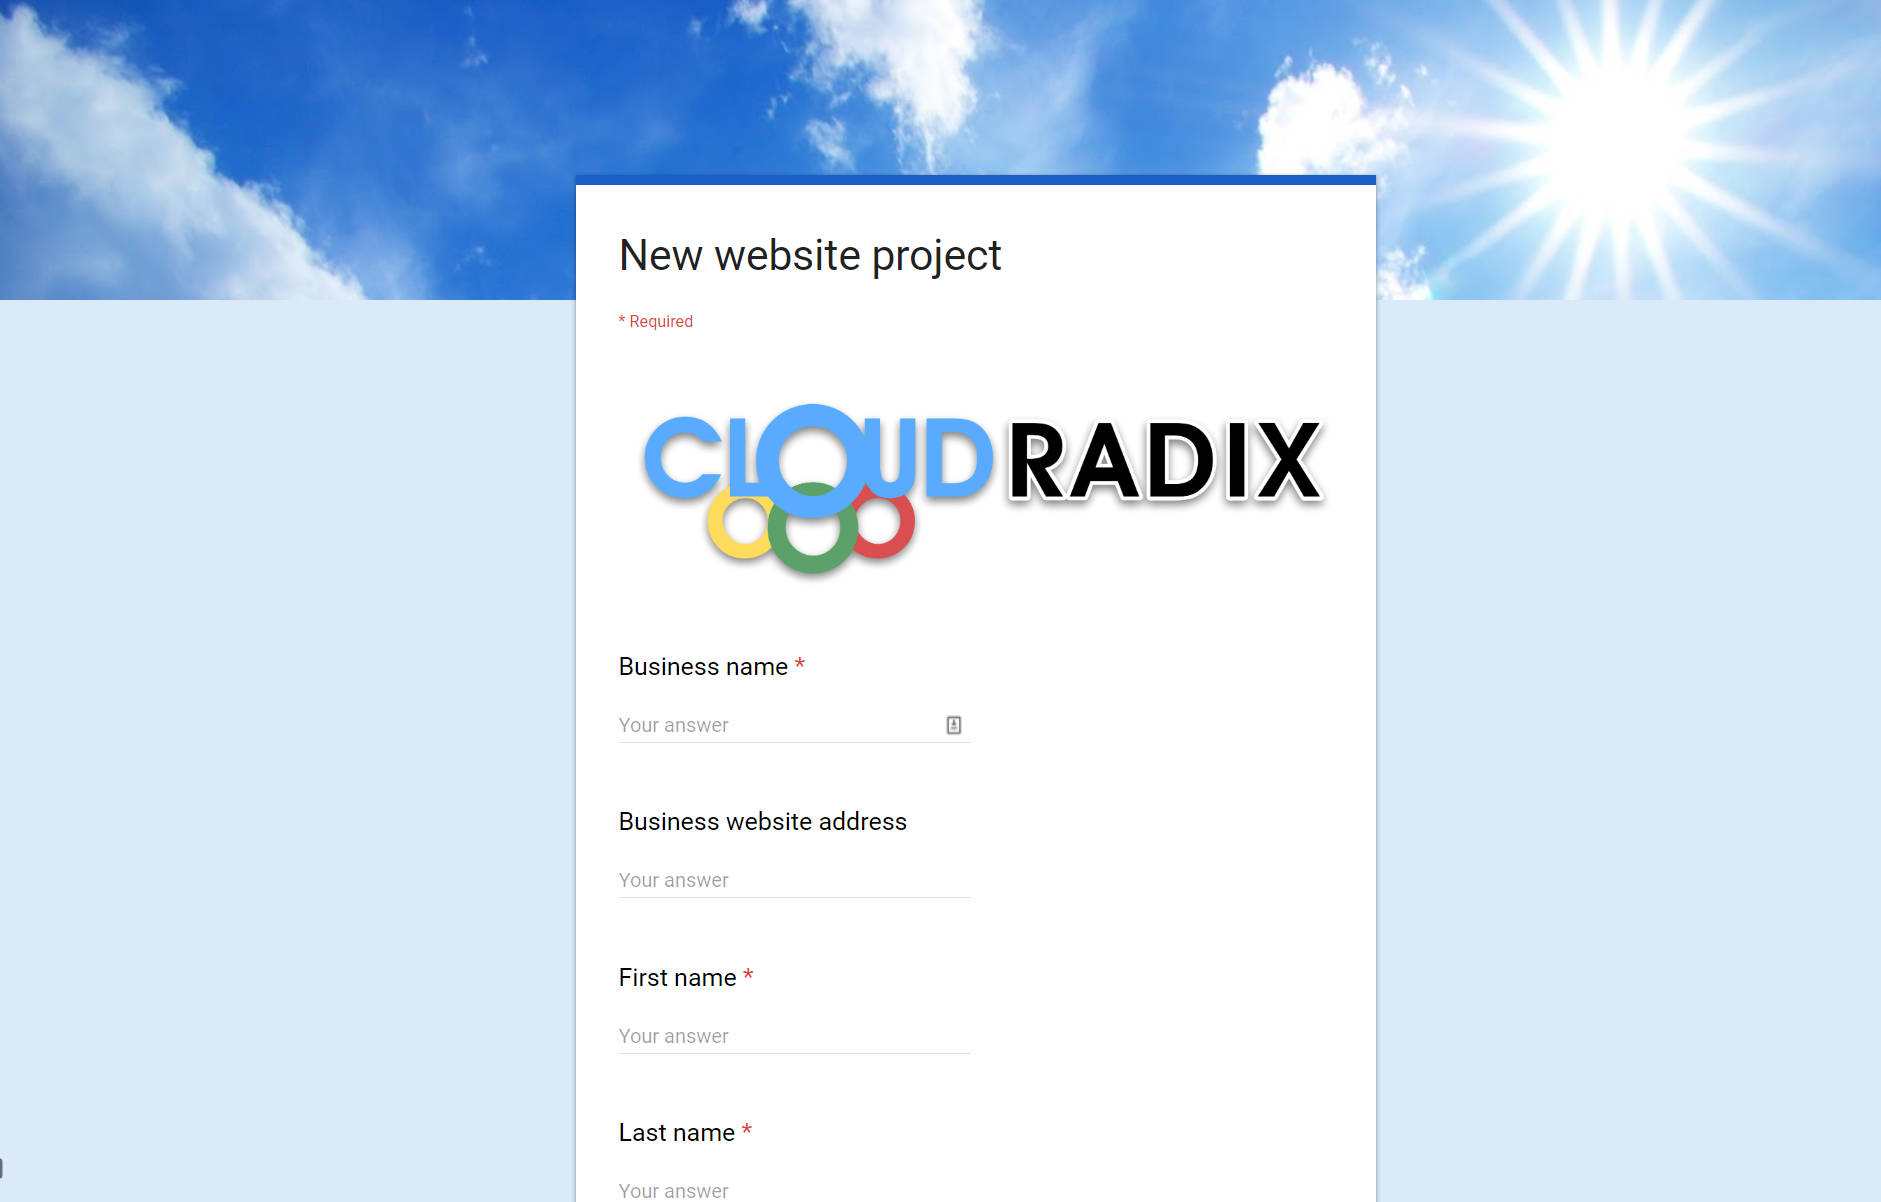 New website project
* Required
CLOUD RADIX
Business name *
Your answer
Business website address
Your answer
First name *
Your answer
Last name *
Your answer